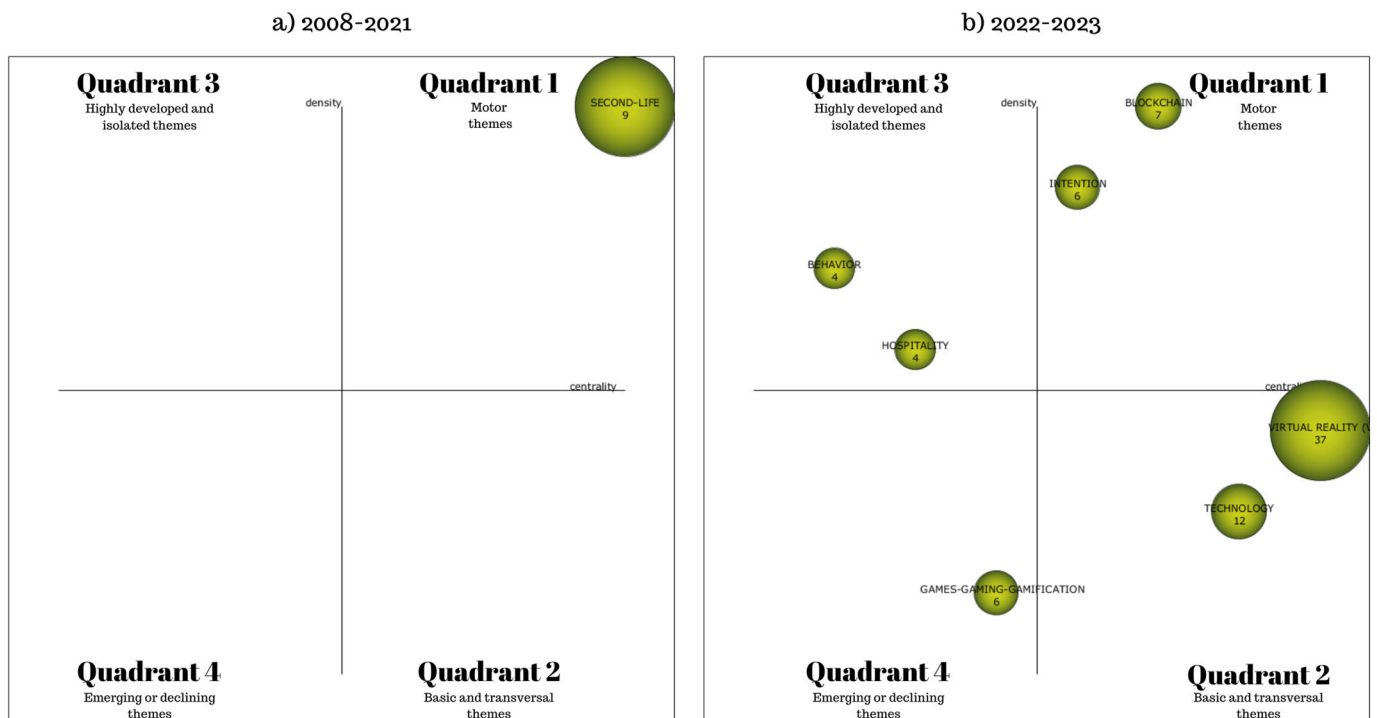 a) 2008-2021
Quadrant 3
Highly developed and
isolated themes
density
Quadrant 1
Motor
themes
SECOND-LIFE
9
centrality
Quadrant 4
Emerging or declining
themes
Quadrant 2
Basic and transversal
themes
b) 2022-2023
Quadrant 3
Highly developed and
isolated themes
density
Quadrant 1
Motor
themes
BLOCKCHAIN
7
INTENTION
6
BEHAVIOR
4
HOSPITALITY
4
VIRTUAL REALITY (
37
TECHNOLOGY
12
GAMES-GAMING-GAMIFICATION
6
Quadrant 4
Emerging or declining
themes
Quadrant 2
Basic and transversal
themes